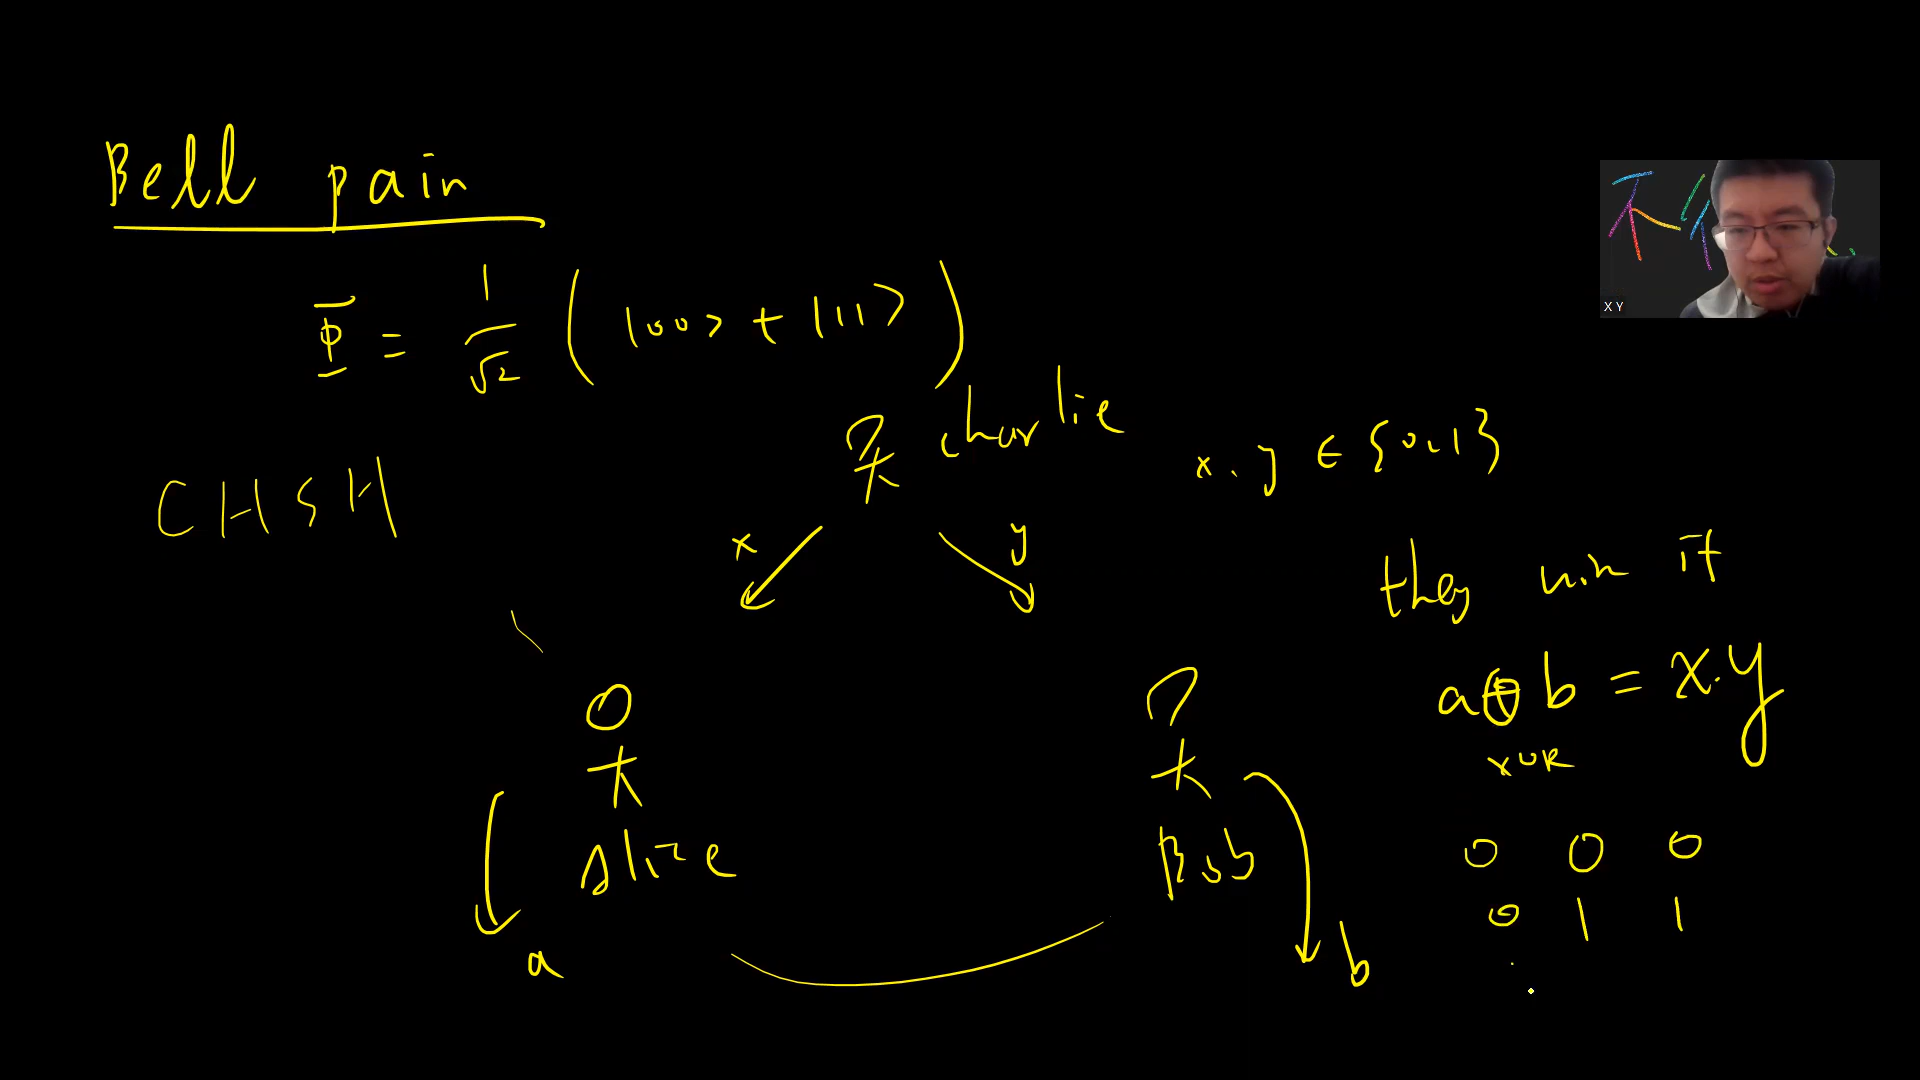 Bell pair
Φ = 1/√2 ( |00> + |11> )
charlie
x, y ∈ {0,1}
CHSH
x
y
they win if
a ⊕ b = x.y
XOR
Alice
Bob
0 0 0
0 1 1
a
b
X Y